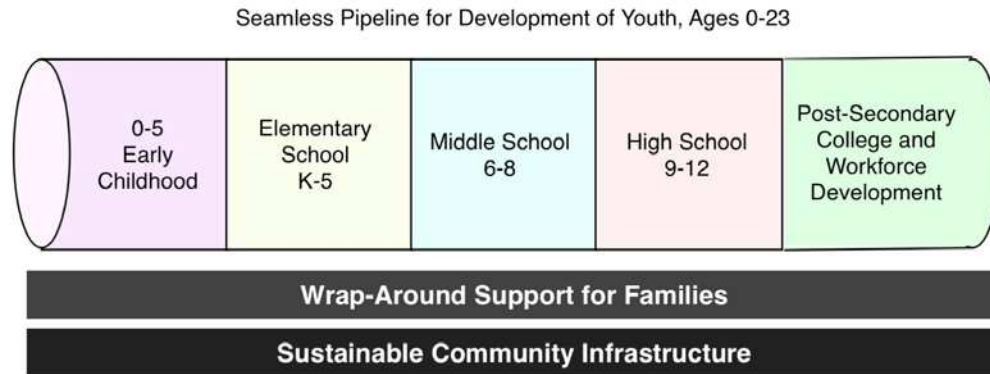 Seamless Pipeline for Development of Youth, Ages 0-23
0-5
Early
Childhood
Elementary
School
K-5
Middle School
6-8
High School
9-12
Post-Secondary
College and
Workforce
Development
Wrap-Around Support for Families
Sustainable Community Infrastructure